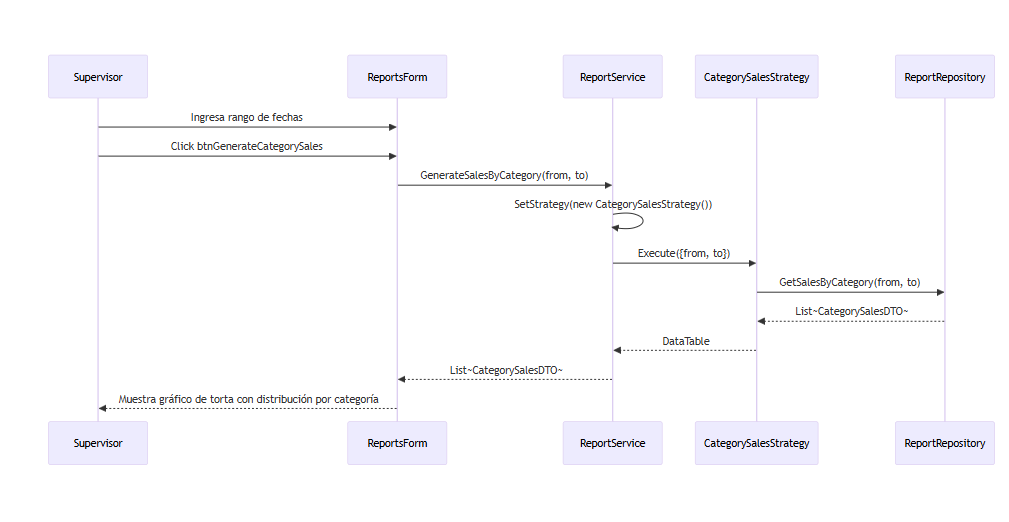 Supervisor
ReportsForm
ReportService
CategorySalesStrategy
ReportRepository
Ingresa rango de fechas
Click btnGenerateCategorySales
GenerateSalesByCategory(from, to)
SetStrategy(new CategorySalesStrategy())
Execute({from, to})
GetSalesByCategory(from, to)
List~CategorySalesDTO~
DataTable
List~CategorySalesDTO~
Muestra gráfico de torta con distribución por categoría
Supervisor
ReportsForm
ReportService
CategorySalesStrategy
ReportRepository